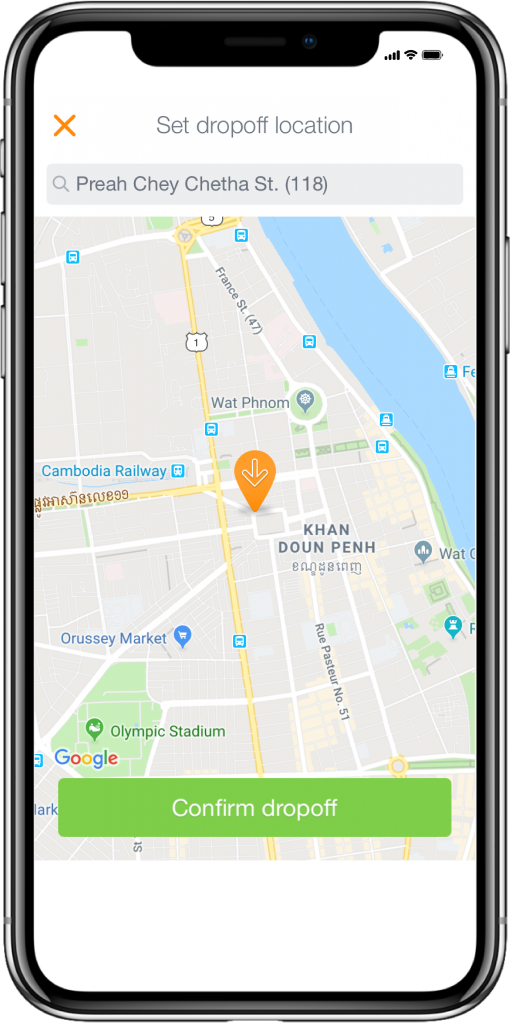 Set dropoff location
Preah Chey Chetha St. (118)
5
France St. (47)
1
Wat Phnom
Cambodia Railway
ផ្លូវអាស៊ានលេខ១១
KHAN
DOUN PENH
ខណ្ឌដូនពេញ
Wat
Orussey Market
Rue Pasteur No. 51
Olympic Stadium
Google
Confirm dropoff